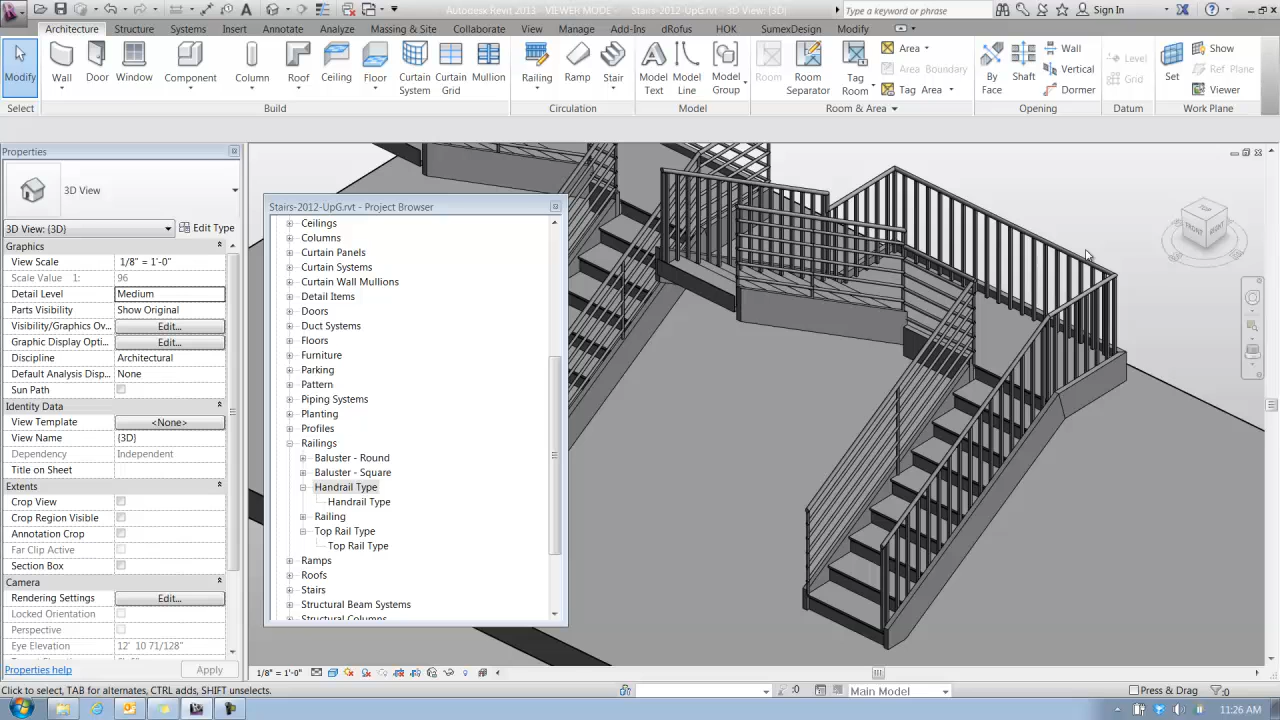 Autodesk Revit 2013 - VIEWER MODE - Stairs-2012-UpG.rvt - 3D View: {3D}
Type a keyword or phrase
Sign In
Architecture Structure Systems Insert Annotate Analyze Massing & Site Collaborate View Manage Add-Ins dRofus HOK SumexDesign Modify
Modify Wall Door Window Component Column Roof Ceiling Floor Curtain System Curtain Grid Mullion Railing Ramp Stair Model Text Model Line Model Group Room Room Separator Tag Room
Area
Area Boundary
Tag Area
By Face Shaft
Wall
Vertical
Dormer
Level
Grid
Set
Show
Ref Plane
Viewer
Select Build Circulation Model Room & Area Opening Datum Work Plane
Properties
3D View
3D View: {3D} Edit Type
Graphics
View Scale 1/8" = 1'-0"
Scale Value 1: 96
Detail Level Medium
Parts Visibility Show Original
Visibility/Graphics Ov... Edit...
Graphic Display Opti... Edit...
Discipline Architectural
Default Analysis Disp... None
Sun Path
Identity Data
View Template <None>
View Name {3D}
Dependency Independent
Title on Sheet
Extents
Crop View
Crop Region Visible
Annotation Crop
Far Clip Active
Section Box
Camera
Rendering Settings Edit...
Locked Orientation
Perspective
Eye Elevation 12' 10 71/128"
Properties help Apply
Stairs-2012-UpG.rvt - Project Browser
Ceilings
Columns
Curtain Panels
Curtain Systems
Curtain Wall Mullions
Detail Items
Doors
Duct Systems
Floors
Furniture
Parking
Pattern
Piping Systems
Planting
Profiles
Railings
Baluster - Round
Baluster - Square
Handrail Type
Handrail Type
Railing
Top Rail Type
Top Rail Type
Ramps
Roofs
Stairs
Structural Beam Systems
Structural Columns
TOP
FRONT RIGHT
1/8" = 1'-0"
Click to select, TAB for alternates, CTRL adds, SHIFT unselects.
:0
Main Model
Press & Drag
:0
11:26 AM